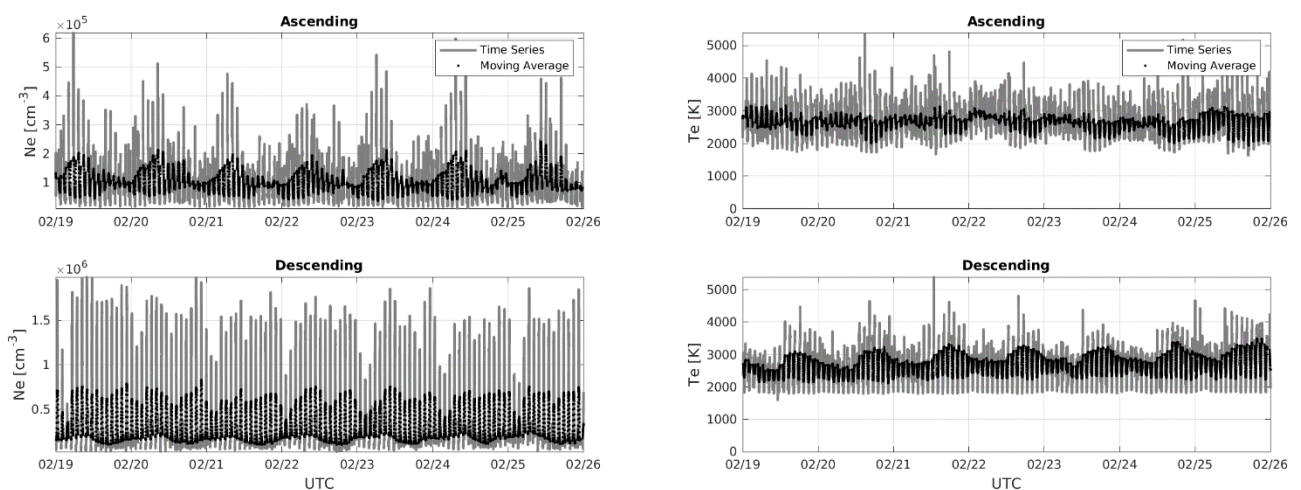 Ascending
×10⁵
Ne [cm⁻³]
6
5
4
3
2
1
Time Series
Moving Average
02/19 02/20 02/21 02/22 02/23 02/24 02/25 02/26
Ascending
Te [K]
5000
4000
3000
2000
1000
0
Time Series
Moving Average
02/19 02/20 02/21 02/22 02/23 02/24 02/25 02/26
Descending
×10⁶
Ne [cm⁻³]
1.5
1
0.5
02/19 02/20 02/21 02/22 02/23 02/24 02/25 02/26
UTC
Descending
Te [K]
5000
4000
3000
2000
1000
0
02/19 02/20 02/21 02/22 02/23 02/24 02/25 02/26
UTC